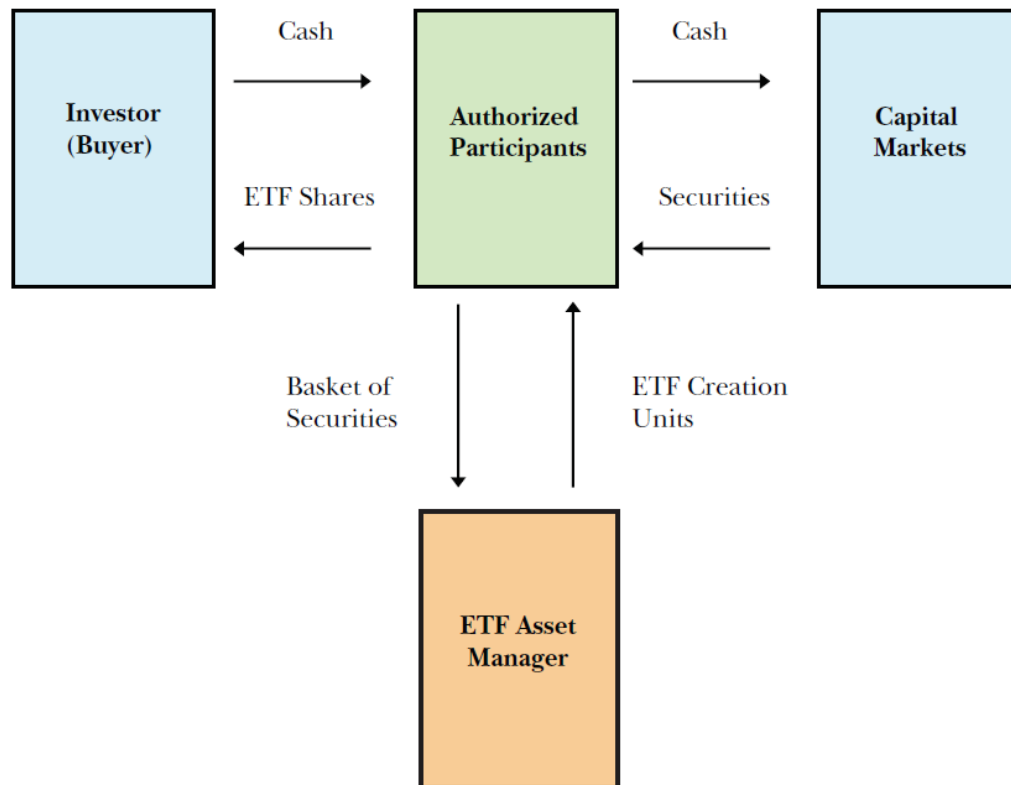 Cash
Cash
Investor
(Buyer)
Authorized
Participants
Capital
Markets
ETF Shares
Securities
Basket of
Securities
ETF Creation
Units
ETF Asset
Manager